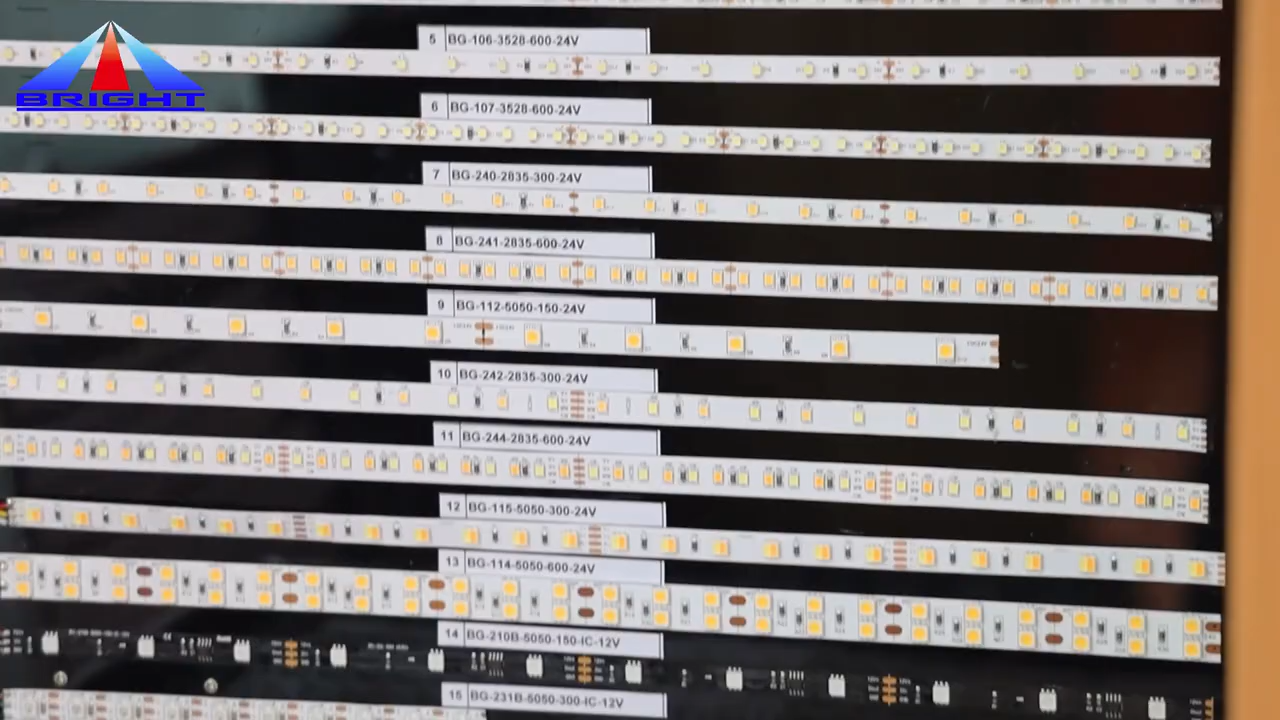 BRIGHT
5 BG-106-3528-600-24V
6 BG-107-3528-600-24V
7 BG-240-2835-300-24V
8 BG-241-2835-600-24V
9 BG-112-5050-150-24V
10 BG-242-2835-300-24V
11 BG-244-2835-600-24V
12 BG-115-5050-300-24V
13 BG-114-5050-600-24V
14 BG-210B-5050-150-IC-12V
15 BG-231B-5050-300-IC-12V